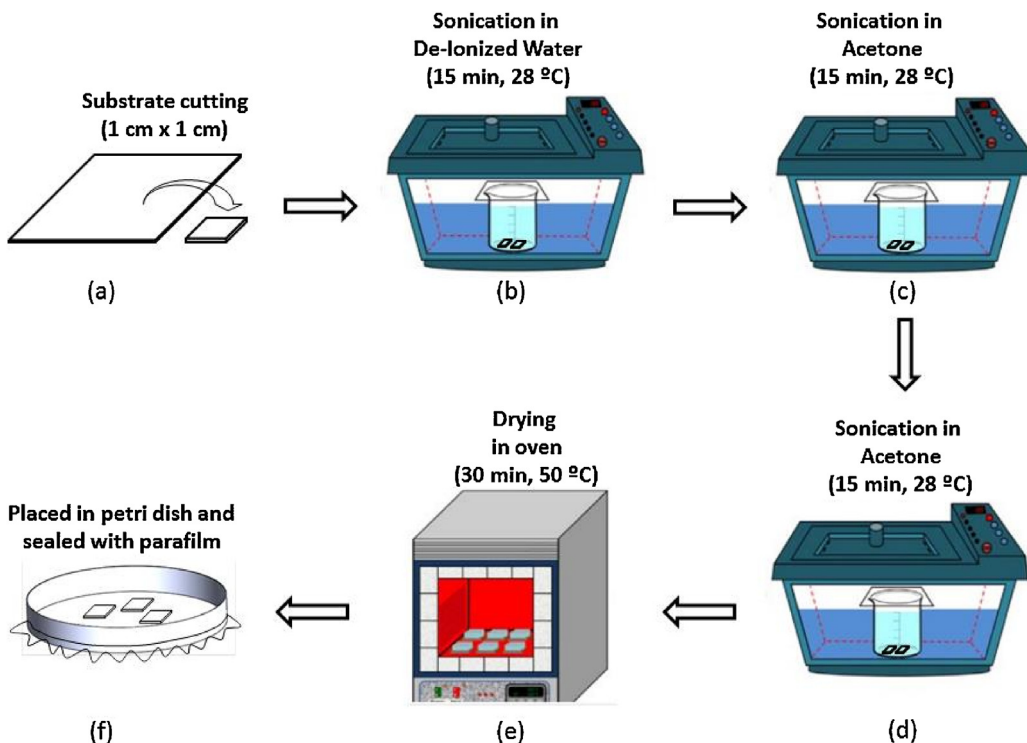 Substrate cutting
(1 cm x 1 cm)
(a)
Sonication in
De-Ionized Water
(15 min, 28 ºC)
(b)
Sonication in
Acetone
(15 min, 28 ºC)
(c)
Sonication in
Acetone
(15 min, 28 ºC)
(d)
Drying
in oven
(30 min, 50 ºC)
(e)
Placed in petri dish and
sealed with parafilm
(f)